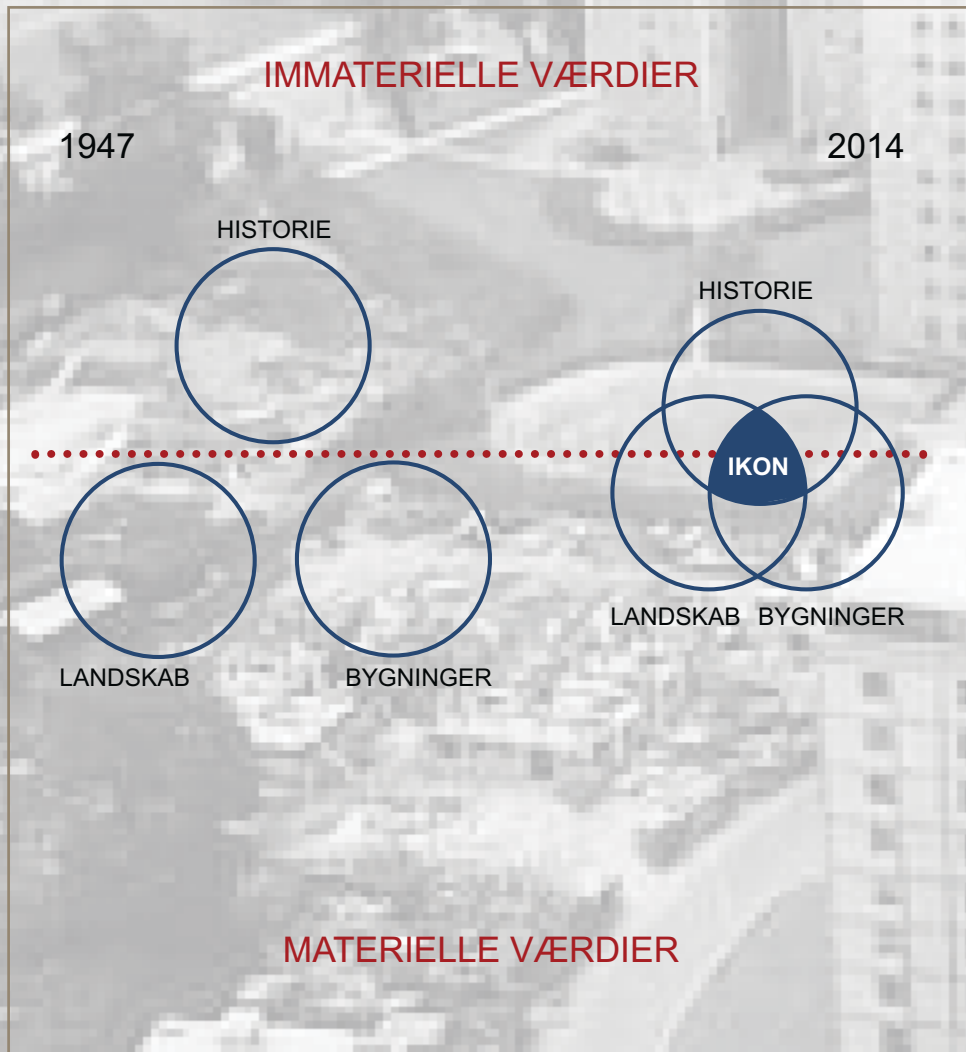 IMMATERIELLE VÆRDIER
1947
2014
HISTORIE
HISTORIE
IKON
LANDSKAB BYGNINGER
LANDSKAB
BYGNINGER
MATERIELLE VÆRDIER